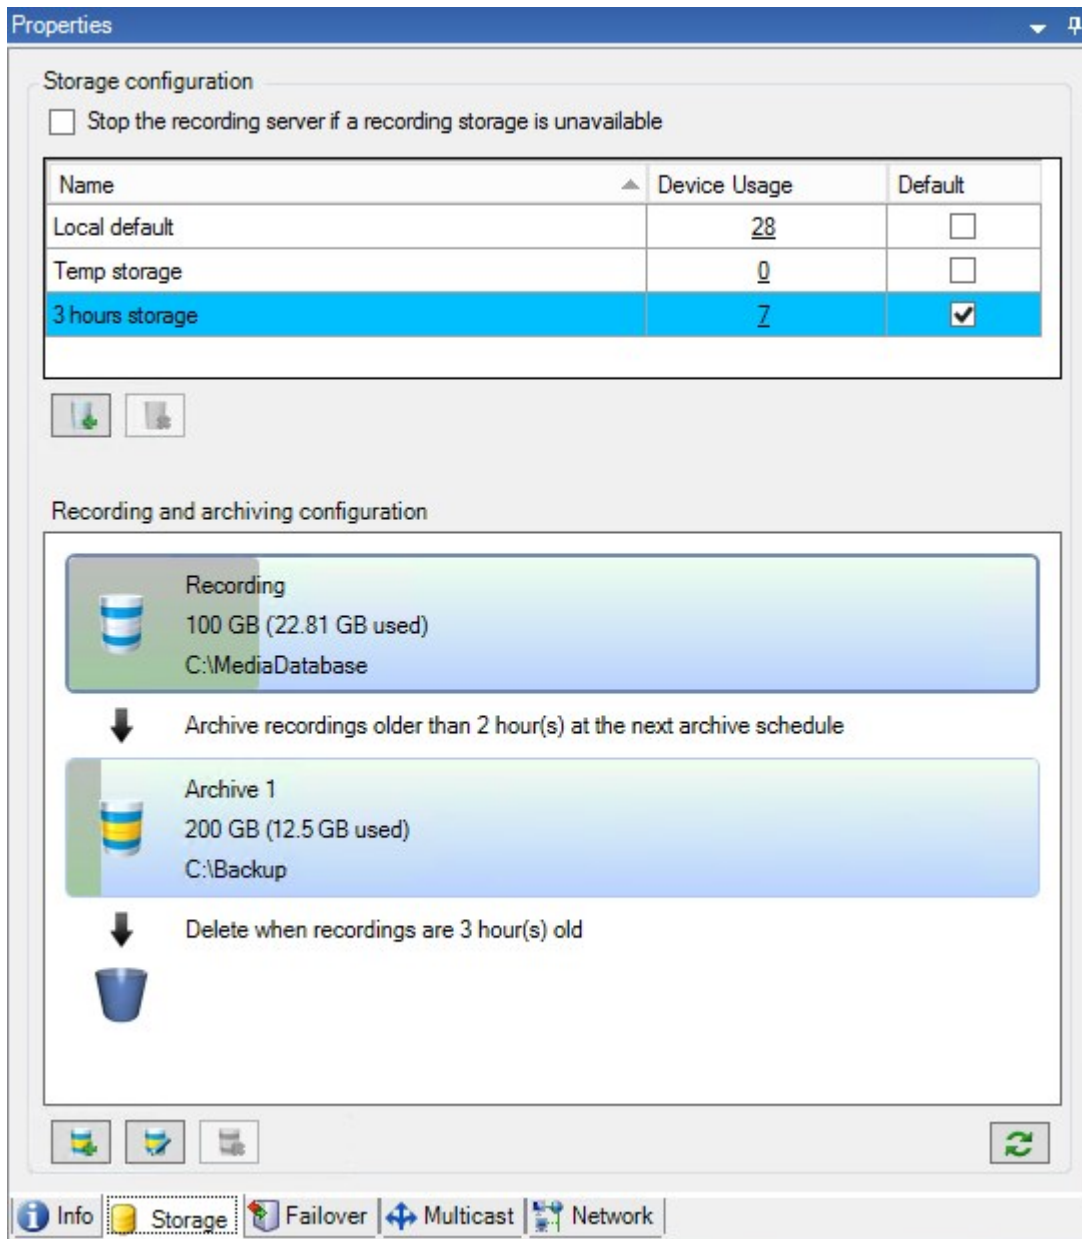 Properties
Storage configuration
Stop the recording server if a recording storage is unavailable
Name Device Usage Default
Local default 28
Temp storage 0
3 hours storage 7
Recording and archiving configuration
Recording
100 GB (22.81 GB used)
C:\MediaDatabase
Archive recordings older than 2 hour(s) at the next archive schedule
Archive 1
200 GB (12.5 GB used)
C:\Backup
Delete when recordings are 3 hour(s) old
Info Storage Failover Multicast Network